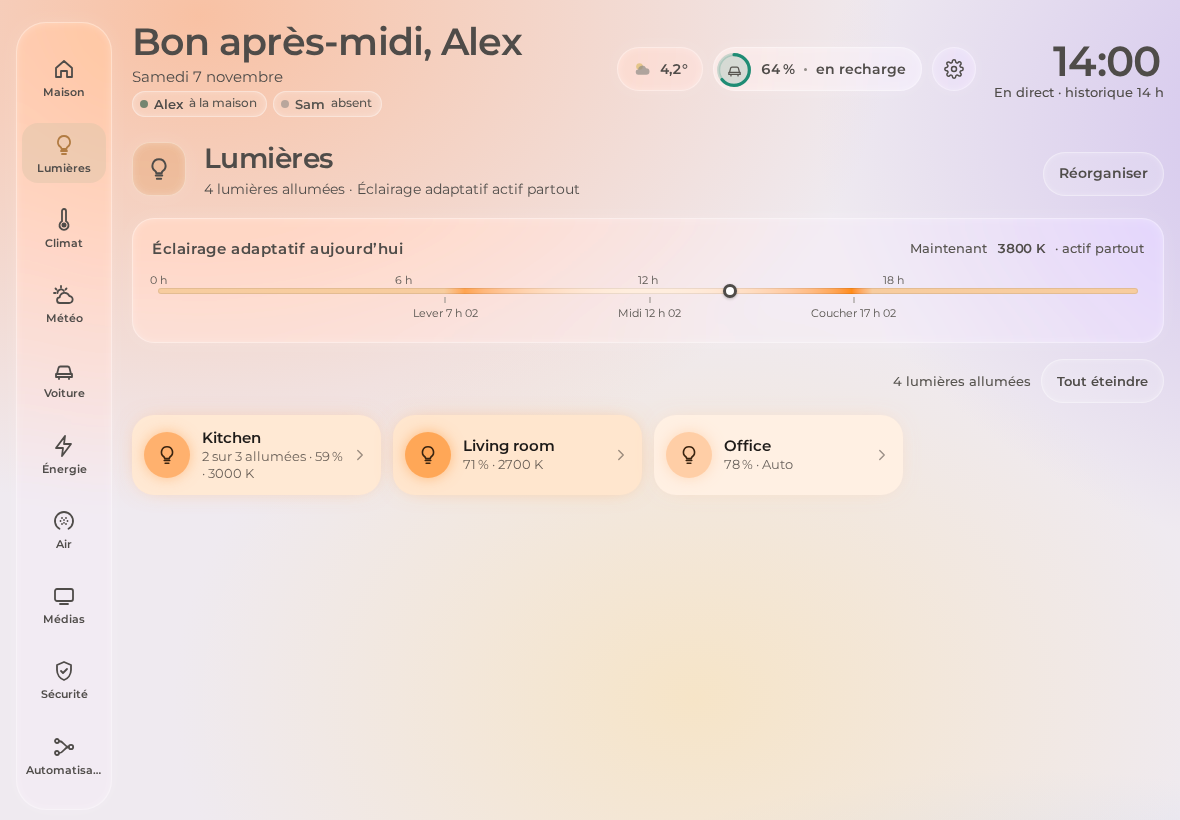 Bon après-midi, Alex
Samedi 7 novembre
Alex à la maison
Sam absent
4,2°
64 % · en recharge
14:00
En direct · historique 14 h
Maison
Lumières
Climat
Météo
Voiture
Énergie
Air
Médias
Sécurité
Automatisa…
Lumières
4 lumières allumées · Éclairage adaptatif actif partout
Réorganiser
Éclairage adaptatif aujourd’hui
Maintenant 3800 K · actif partout
0 h 6 h 12 h 18 h
Lever 7 h 02 Midi 12 h 02 Coucher 17 h 02
4 lumières allumées
Tout éteindre
Kitchen
2 sur 3 allumées · 59 %
· 3000 K
Living room
71 % · 2700 K
Office
78 % · Auto